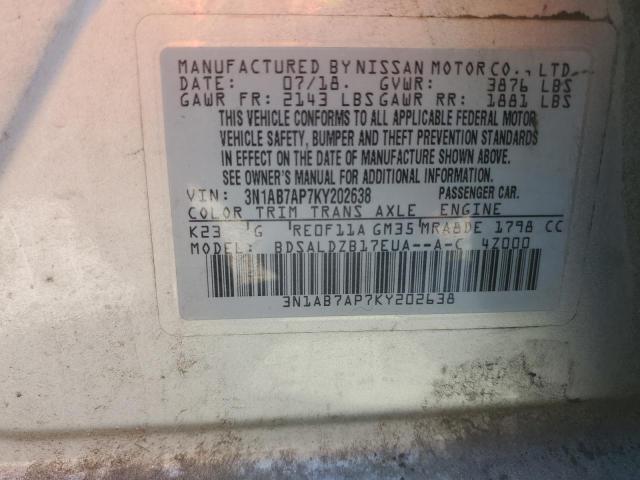 MANUFACTURED BY NISSAN MOTOR CO., LTD.
DATE: 07/18. GVWR: 3876 LBS
GAWR FR: 2143 LBS GAWR RR: 1881 LBS
THIS VEHICLE CONFORMS TO ALL APPLICABLE FEDERAL MOTOR
VEHICLE SAFETY, BUMPER AND THEFT PREVENTION STANDARDS
IN EFFECT ON THE DATE OF MANUFACTURE SHOWN ABOVE.
SEE OWNER'S MANUAL FOR ADDITIONAL INFORMATION.
VIN: 3N1AB7AP7KY202638 PASSENGER CAR.
COLOR TRIM TRANS AXLE ENGINE
K23 G RE0F11A GM35 MRA8DE 1798 CC
MODEL: BDSALDZB17EUA--A-C 4Z000
3N1AB7AP7KY202638